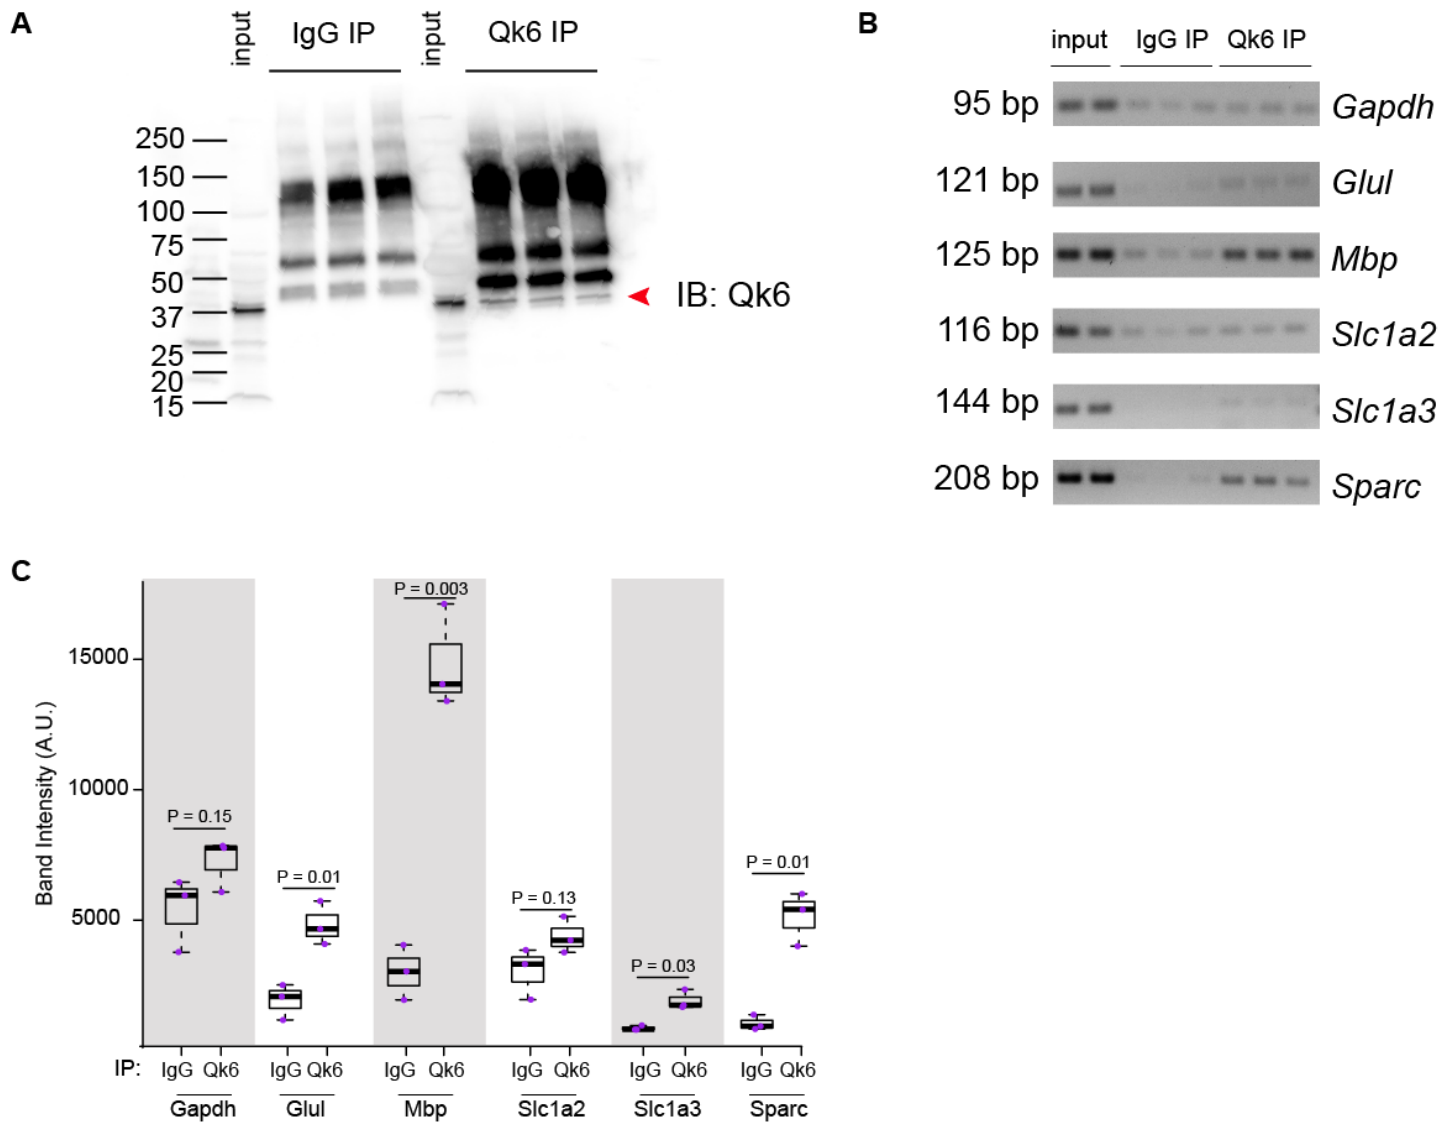 A
input
IgG IP
input
Qk6 IP
250
150
100
75
50
37
25
20
15
IB: Qk6
B
input IgG IP Qk6 IP
95 bp Gapdh
121 bp Glul
125 bp Mbp
116 bp Slc1a2
144 bp Slc1a3
208 bp Sparc
C
Band Intensity (A.U.)
15000
10000
5000
P = 0.15
P = 0.01
P = 0.003
P = 0.13
P = 0.03
P = 0.01
IP: IgG Qk6 IgG Qk6 IgG Qk6 IgG Qk6 IgG Qk6 IgG Qk6
Gapdh Glul Mbp Slc1a2 Slc1a3 Sparc